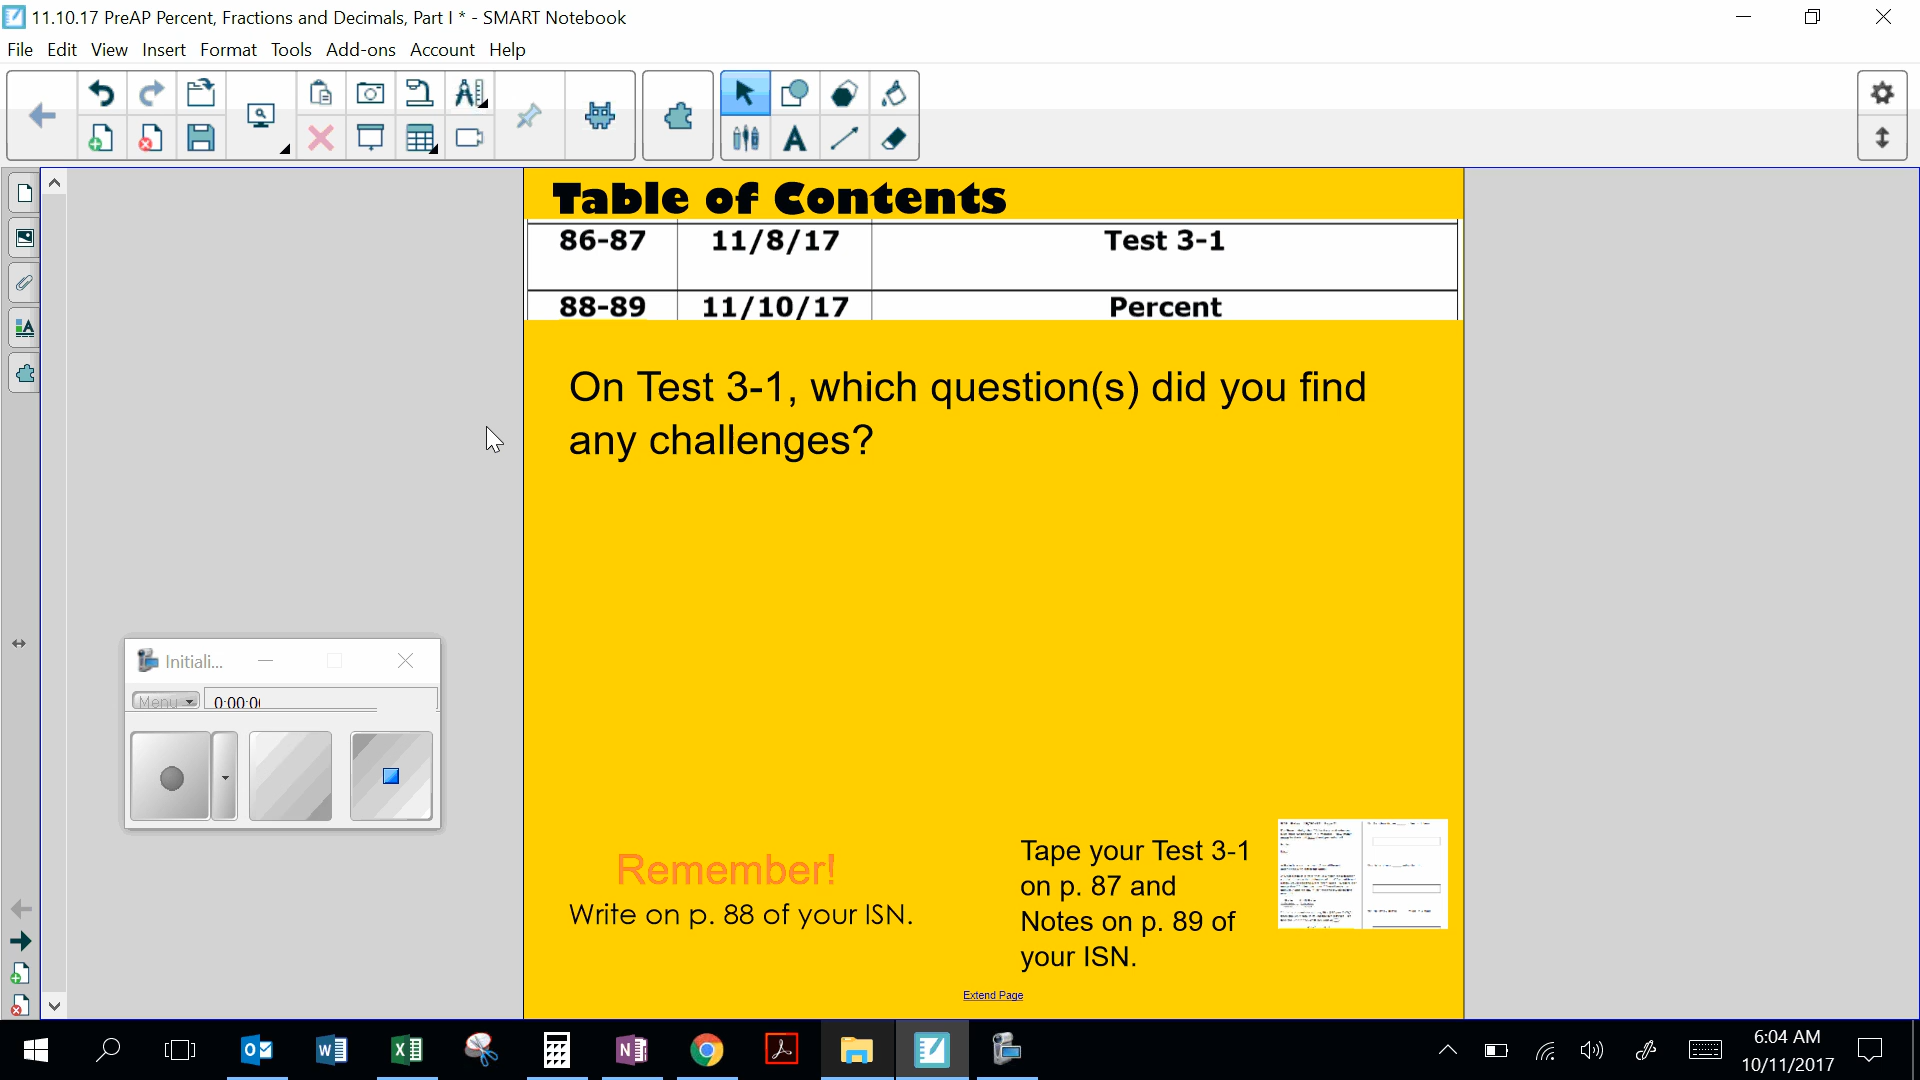 11.10.17 PreAP Percent, Fractions and Decimals, Part I * - SMART Notebook
File Edit View Insert Format Tools Add-ons Account Help
Table of Contents
86-87 11/8/17 Test 3-1
88-89 11/10/17 Percent
On Test 3-1, which question(s) did you find
any challenges?
Initiali...
Menu 0:00:0
Remember!
Write on p. 88 of your ISN.
Tape your Test 3-1
on p. 87 and
Notes on p. 89 of
your ISN.
Extend Page
6:04 AM
10/11/2017